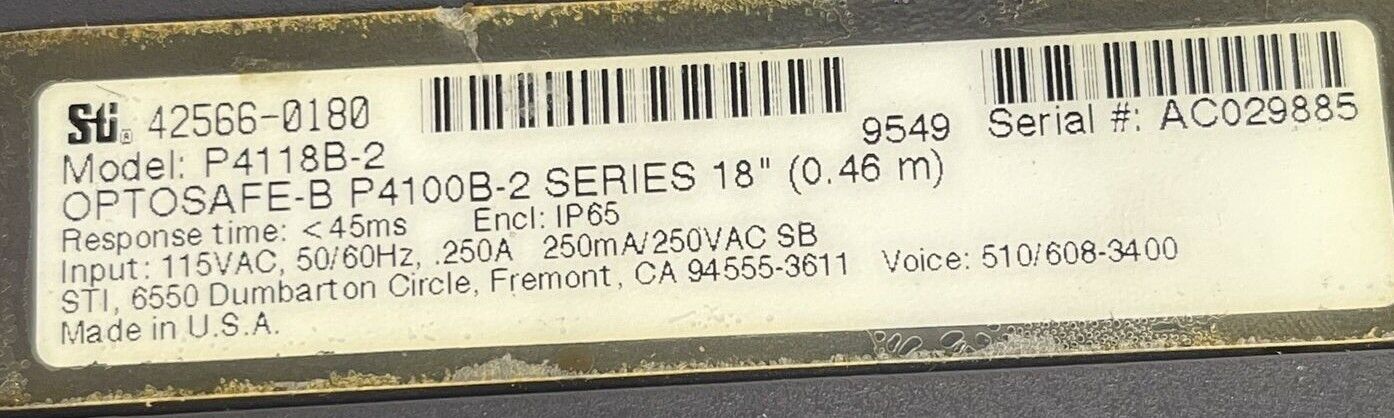 STI® 42566-0180
9549 Serial #: AC029885
Model: P4118B-2
OPTOSAFE-B P4100B-2 SERIES 18" (0.46 m)
Response time: <45ms Encl: IP65
Input: 115VAC, 50/60Hz, .250A 250mA/250VAC SB
STI, 6550 Dumbarton Circle, Fremont, CA 94555-3611 Voice: 510/608-3400
Made in U.S.A.